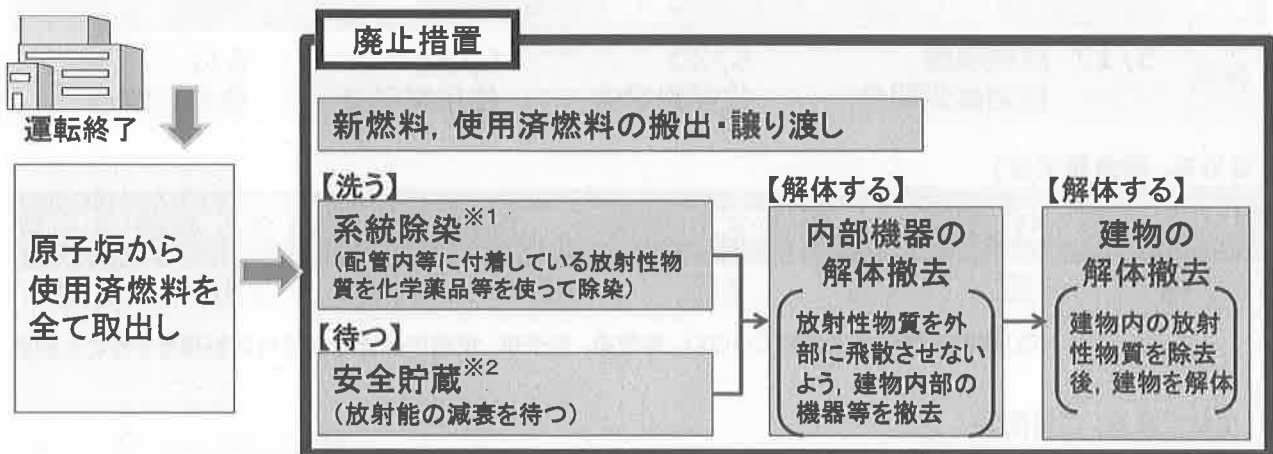 廃止措置
運転終了
新燃料，使用済燃料の搬出・譲り渡し
原子炉から
使用済燃料を
全て取出し
【洗う】
系統除染※1
(配管内等に付着している放射性物
質を化学薬品等を使って除染)
【待つ】
安全貯蔵※2
(放射能の減衰を待つ)
【解体する】
内部機器の
解体撤去
放射性物質を外
部に飛散させない
よう，建物内部の
機器等を撤去
【解体する】
建物の
解体撤去
建物内の放射
性物質を除去
後，建物を解体